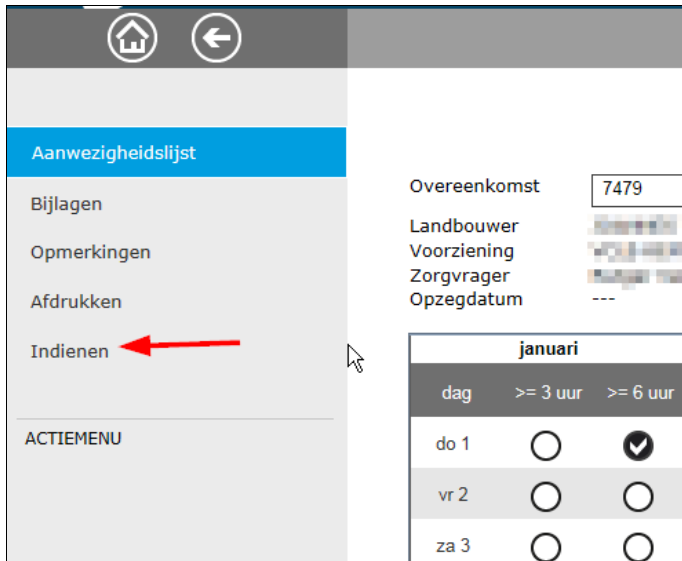 Aanwezigheidslijst
Bijlagen
Opmerkingen
Afdrukken
Indienen
ACTIEMENU
Overeenkomst 7479
Landbouwer
Voorziening
Zorgvrager
Opzegdatum ---
januari
dag >= 3 uur >= 6 uur
do 1
vr 2
za 3